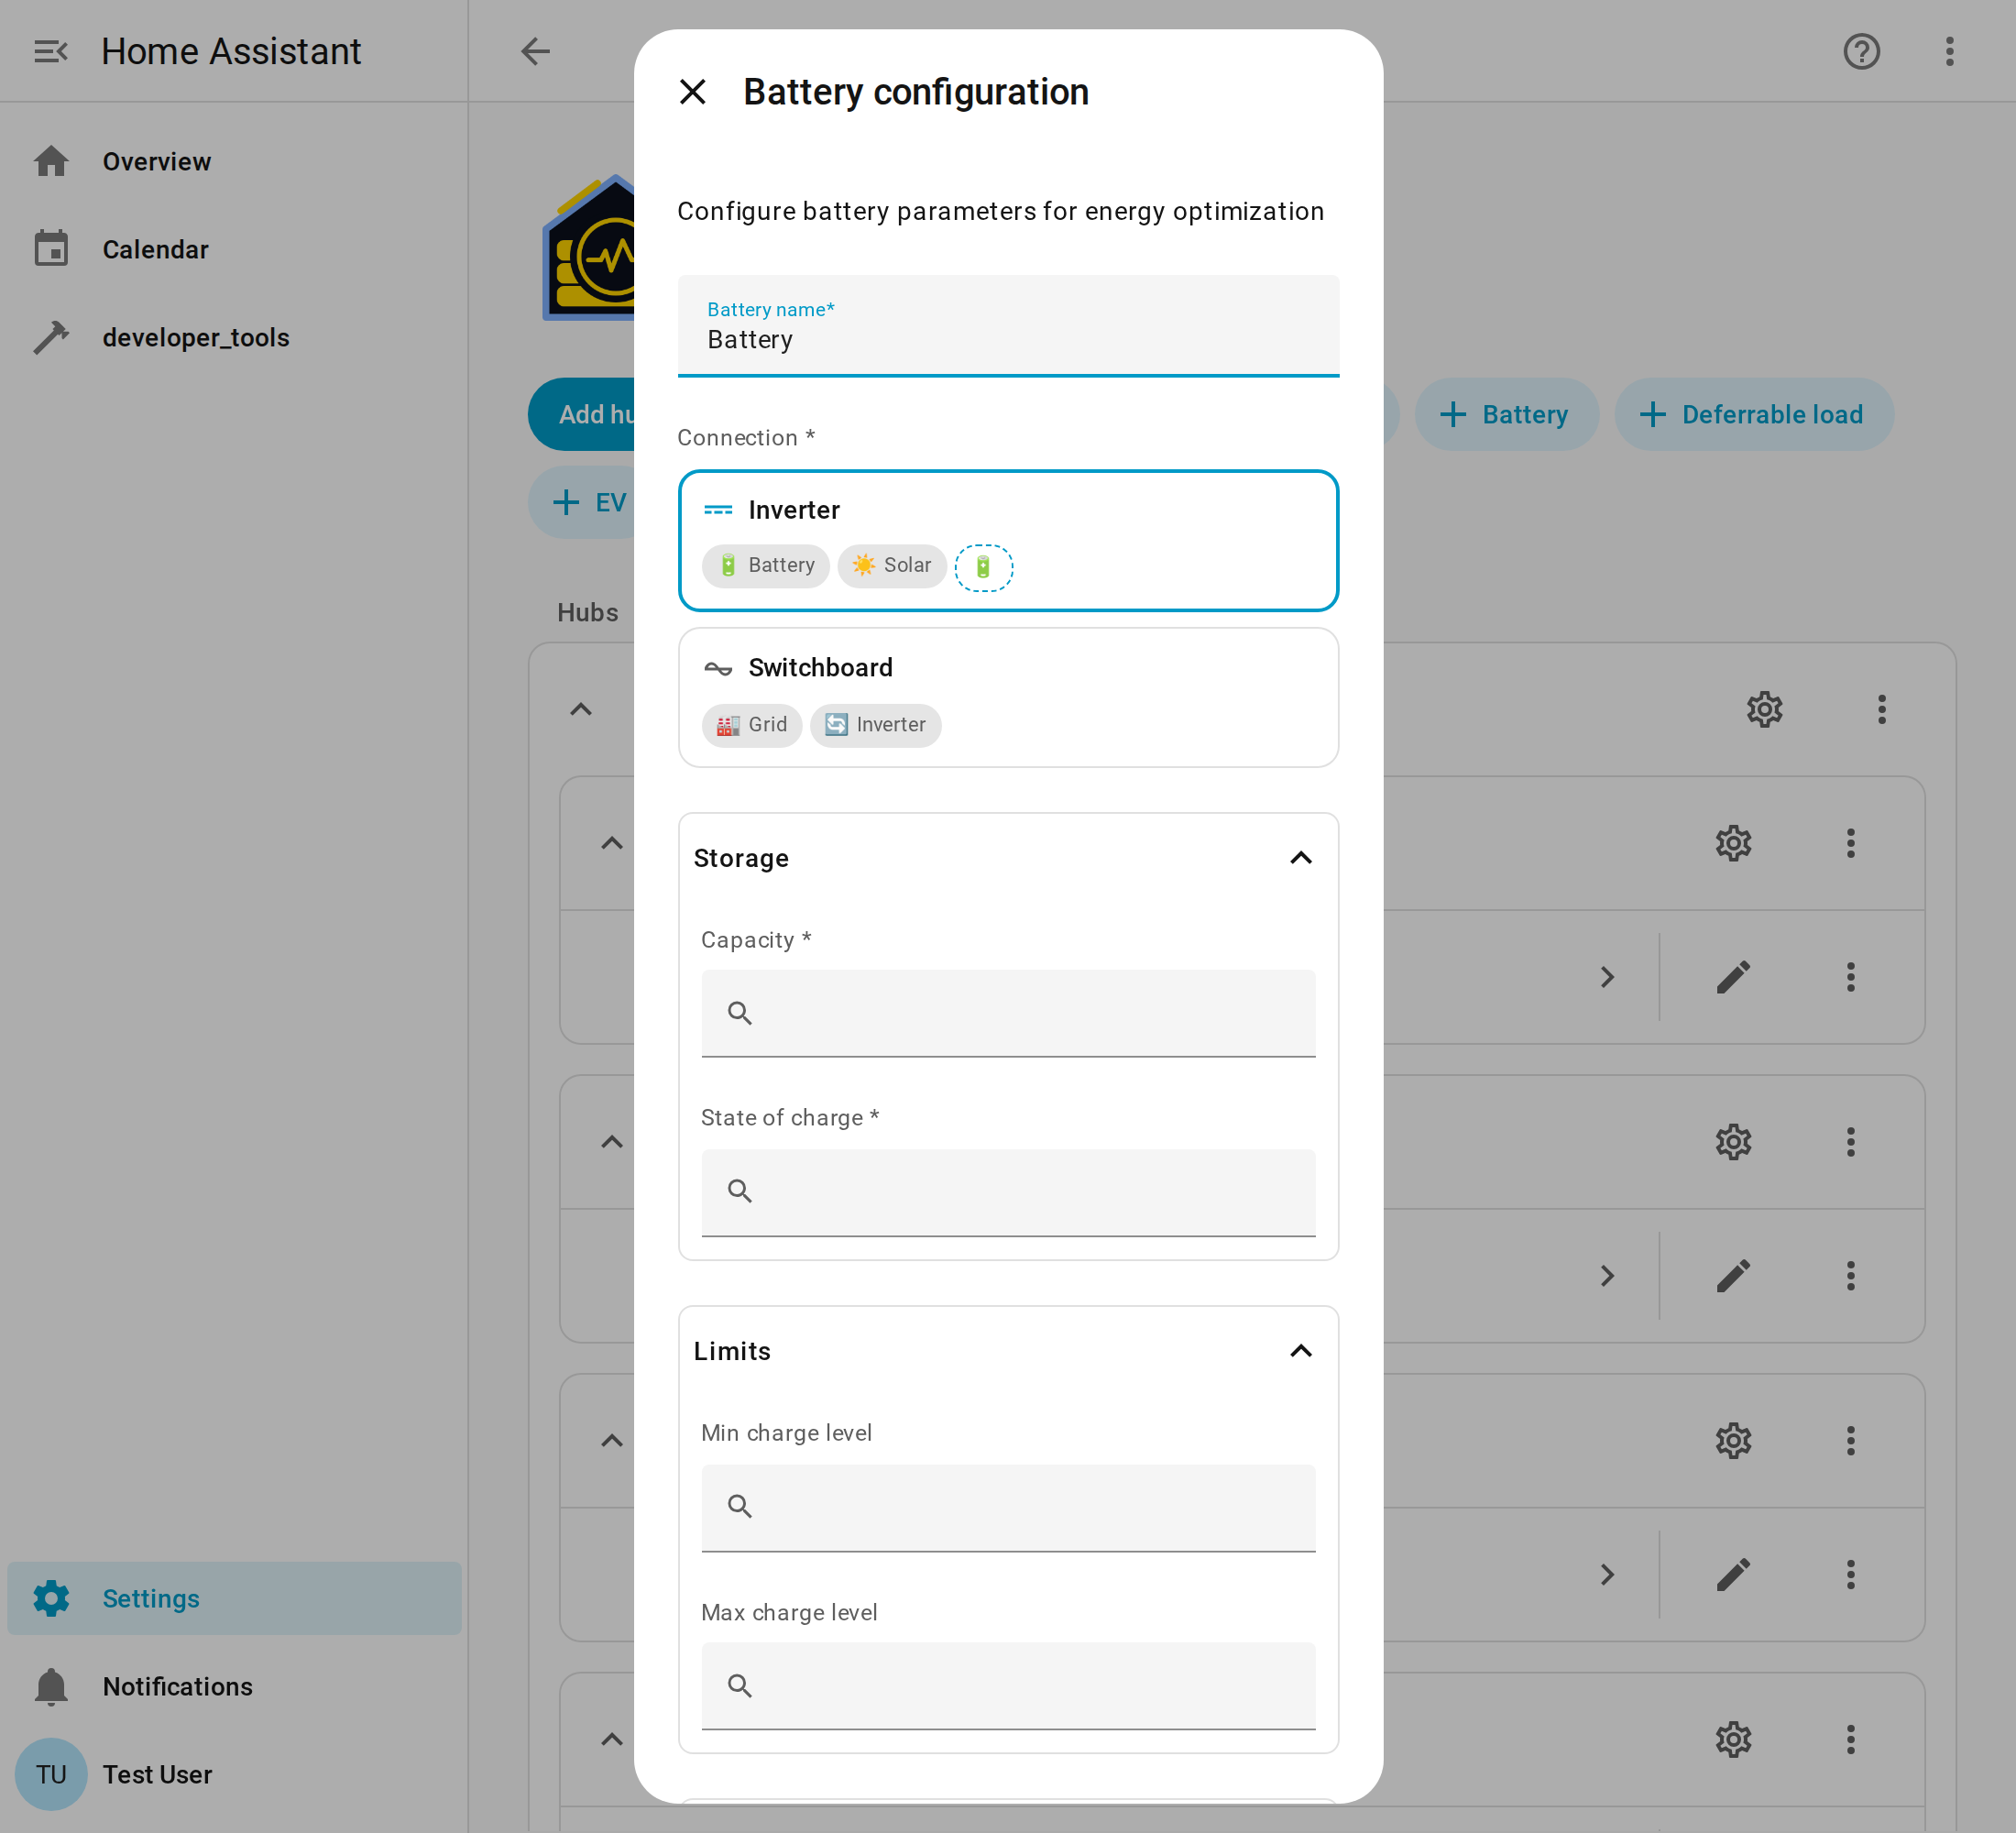 Home Assistant
Overview
Calendar
developer_tools
Settings
Notifications
TU
Test User
Add hu
Battery
Deferrable load
EV
Hubs
Battery configuration
Configure battery parameters for energy optimization
Battery name*
Battery
Connection *
Inverter
Battery Solar
Switchboard
Grid Inverter
Storage
Capacity *
State of charge *
Limits
Min charge level
Max charge level